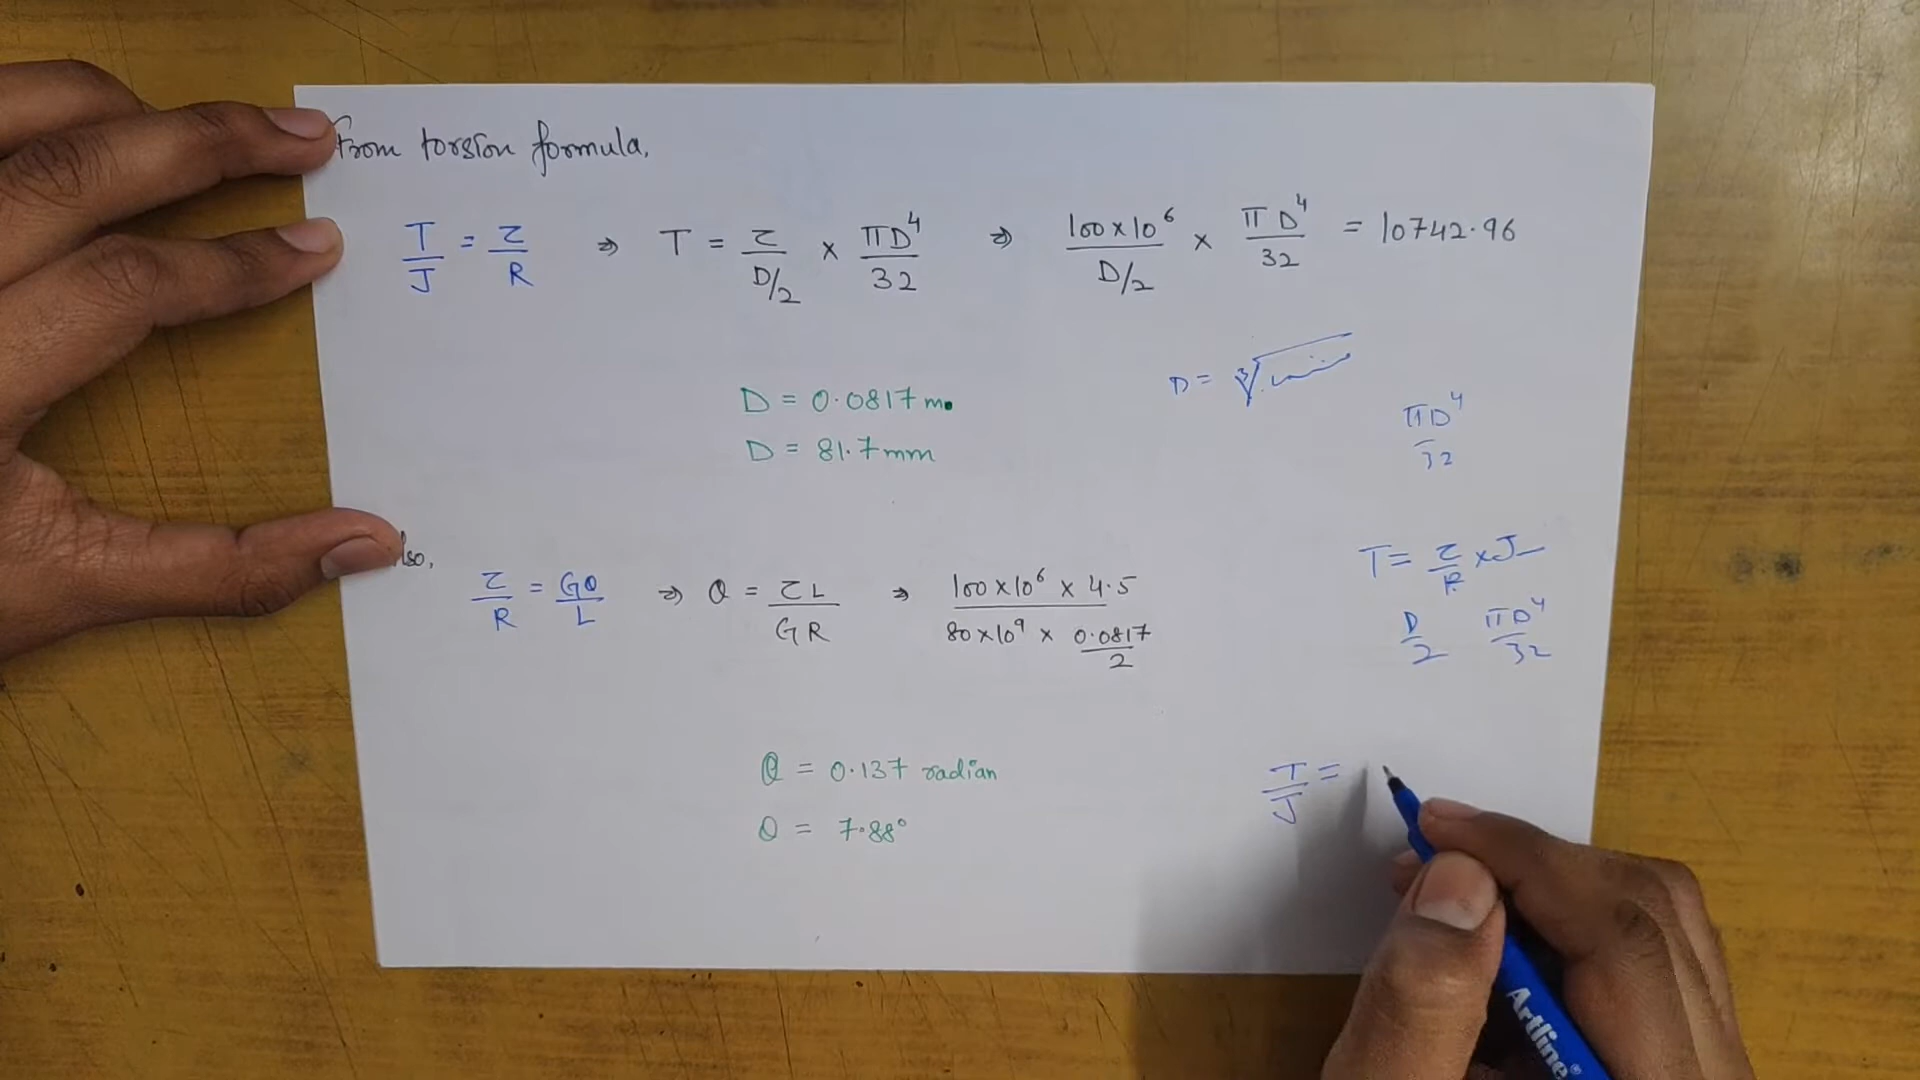 From torsion formula,
T/J = τ/R ⇒ T = τ/(D/2) × πD⁴/32 ⇒ 100×10⁶/(D/2) × πD⁴/32 = 10742.96
D = ∛
D = 0.0817 m.
D = 81.7 mm
πD⁴/32
lso,
τ/R = Gθ/L ⇒ θ = τL/GR ⇒ (100×10⁶ × 4.5)/(80×10⁹ × 0.0817/2)
T = τ/R × J
D/2 πD⁴/32
θ = 0.137 radian
θ = 7.88°
T/J =
Artline®